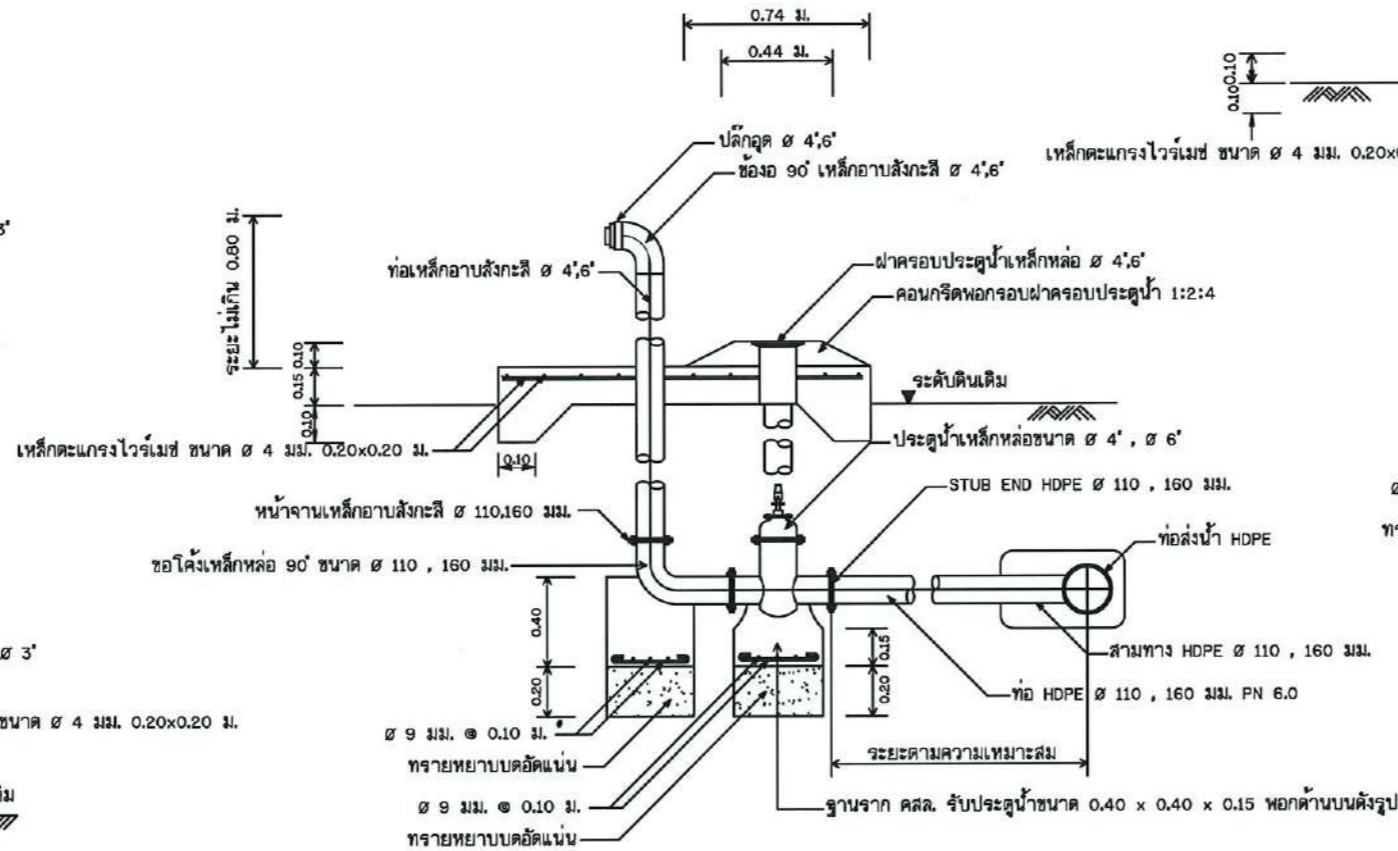 0.74 ม.
0.44 ม.
0.10
0.10
ปลั๊กอุด ø 4",6"
ข้องอ 90° เหล็กอาบสังกะสี ø 4",6"
เหล็กตะแกรงไวร์เมช ขนาด ø 4 มม. 0.20x
3"
ระยะไม่เกิน 0.80 ม.
ท่อเหล็กอาบสังกะสี ø 4",6"
ฝาครอบประตูน้ำเหล็กหล่อ ø 4",6"
คอนกรีตพอกรอบฝาครอบประตูน้ำ 1:2:4
0.10
0.15
0.10
ระดับดินเดิม
ประตูน้ำเหล็กหล่อขนาด ø 4" , ø 6"
เหล็กตะแกรงไวร์เมช ขนาด ø 4 มม. 0.20x0.20 ม.
0.10
STUB END HDPE Ø 110 , 160 มม.
หน้าจานเหล็กอาบสังกะสี ø 110,160 มม.
ท่อส่งน้ำ HDPE
ขอโค้งเหล็กหล่อ 90° ขนาด ø 110 , 160 มม.
0.40
0.15
สามทาง HDPE Ø 110 , 160 มม.
ø 3"
0.20
0.20
ท่อ HDPE Ø 110 , 160 มม. PN 6.0
ขนาด ø 4 มม. 0.20x0.20 ม.
Ø 9 มม. @ 0.10 ม.
ทรายหยาบบดอัดแน่น
ระยะตามความเหมาะสม
Ø 9 มม. @ 0.10 ม.
ฐานราก คสล. รับประตูน้ำขนาด 0.40 x 0.40 x 0.15 พอกด้านบนดังรูป
ทรายหยาบบดอัดแน่น